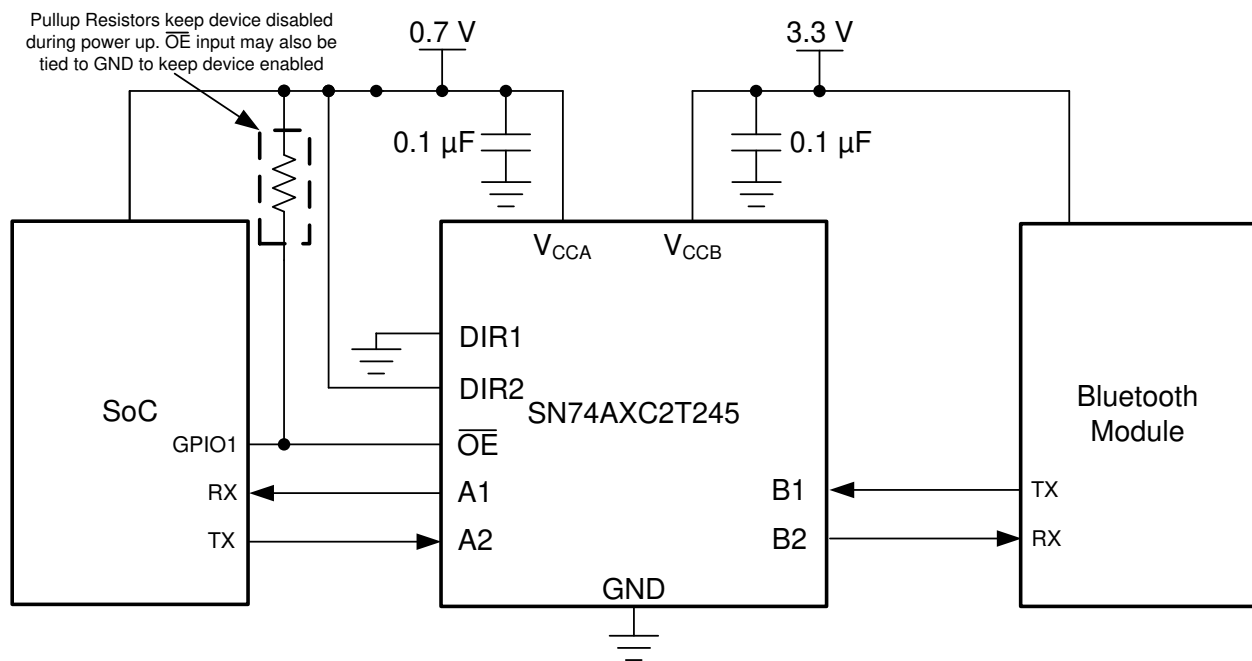 Pullup Resistors keep device disabled
during power up. OE input may also be
tied to GND to keep device enabled
0.7 V
3.3 V
0.1 µF
0.1 µF
VCCA
VCCB
DIR1
DIR2
SoC
SN74AXC2T245
Bluetooth
Module
GPIO1
OE
RX
A1
B1
TX
TX
A2
B2
RX
GND